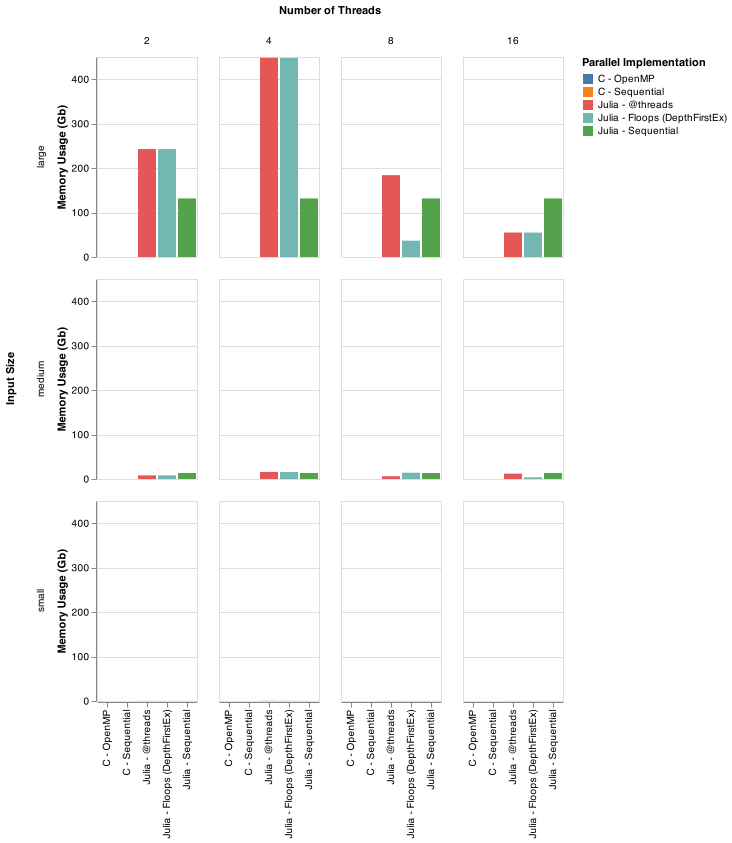 Number of Threads
2
4
8
16
Parallel Implementation
C - OpenMP
C - Sequential
Julia - @threads
Julia - Floops (DepthFirstEx)
Julia - Sequential
Input Size
large
Memory Usage (Gb)
400
300
200
100
0
medium
Memory Usage (Gb)
400
300
200
100
0
small
Memory Usage (Gb)
400
300
200
100
0
C - OpenMP
C - Sequential
Julia - @threads
Julia - Floops (DepthFirstEx)
Julia - Sequential
C - OpenMP
C - Sequential
Julia - @threads
Julia - Floops (DepthFirstEx)
Julia - Sequential
C - OpenMP
C - Sequential
Julia - @threads
Julia - Floops (DepthFirstEx)
Julia - Sequential
C - OpenMP
C - Sequential
Julia - @threads
Julia - Floops (DepthFirstEx)
Julia - Sequential